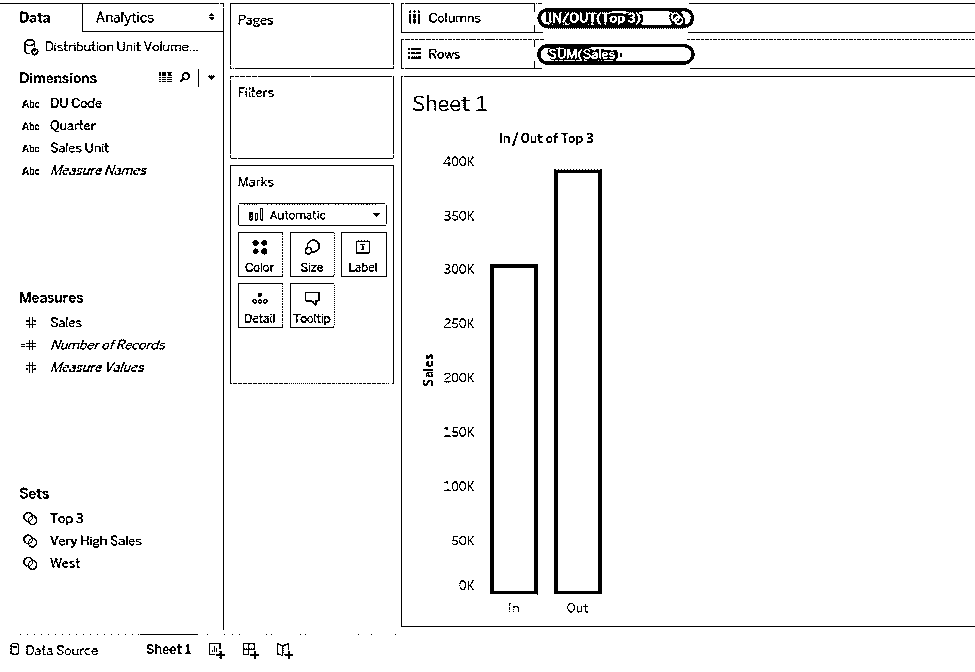 Data
Analytics
Distribution Unit Volume...
Dimensions
Abc DU Code
Abc Quarter
Abc Sales Unit
Abc Measure Names
Measures
# Sales
=# Number of Records
# Measure Values
Sets
Top 3
Very High Sales
West
Pages
Filters
Marks
Automatic
Color
Size
T
Label
Detail
Tooltip
Columns
IN/OUT(Top 3)
Rows
SUM(Sales
Sheet 1
In / Out of Top 3
400K
350K
300K
250K
200K
150K
100K
50K
0K
Sales
In
Out
Data Source
Sheet 1